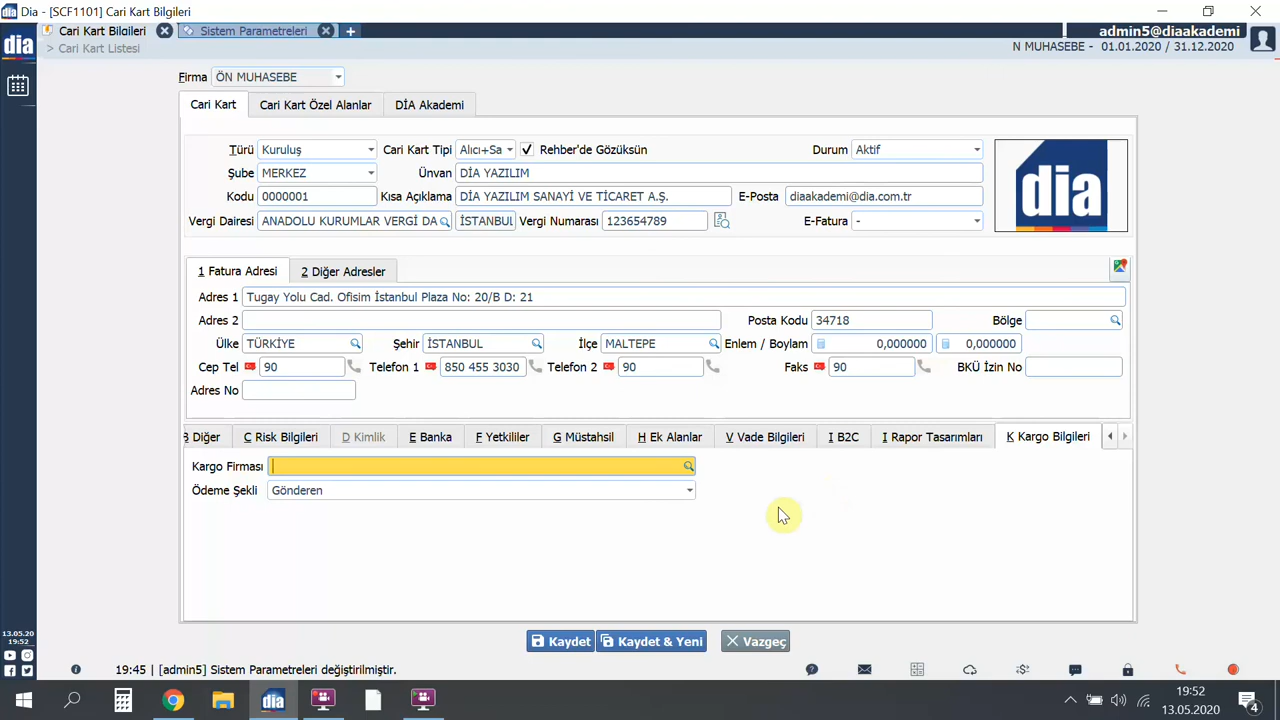 Dia - [SCF1101] Cari Kart Bilgileri
Cari Kart Bilgileri
Sistem Parametreleri
admin5@diaakademi
dia
> Cari Kart Listesi
N MUHASEBE - 01.01.2020 / 31.12.2020
Firma ÖN MUHASEBE
Cari Kart
Cari Kart Özel Alanlar
DİA Akademi
Türü Kuruluş Cari Kart Tipi Alıcı+Sa Rehber'de Gözüksün Durum Aktif
Şube MERKEZ Ünvan DİA YAZILIM
Kodu 0000001 Kısa Açıklama DİA YAZILIM SANAYİ VE TİCARET A.Ş. E-Posta diaakademi@dia.com.tr
Vergi Dairesi ANADOLU KURUMLAR VERGİ DA İSTANBUL Vergi Numarası 123654789 E-Fatura -
dia
1 Fatura Adresi
2 Diğer Adresler
Adres 1 Tugay Yolu Cad. Ofisim İstanbul Plaza No: 20/B D: 21
Adres 2 Posta Kodu 34718 Bölge
Ülke TÜRKİYE Şehir İSTANBUL İlçe MALTEPE Enlem / Boylam 0,000000 0,000000
Cep Tel 90 Telefon 1 850 455 3030 Telefon 2 90 Faks 90 BKÜ İzin No
Adres No
B Diğer C Risk Bilgileri D Kimlik E Banka F Yetkililer G Müstahsil H Ek Alanlar V Vade Bilgileri I B2C I Rapor Tasarımları K Kargo Bilgileri
Kargo Firması
Ödeme Şekli Gönderen
Kaydet
Kaydet & Yeni
Vazgeç
13.05.20
19:52
19:45 | [admin5] Sistem Parametreleri değiştirilmiştir.
dia
19:52
13.05.2020
4